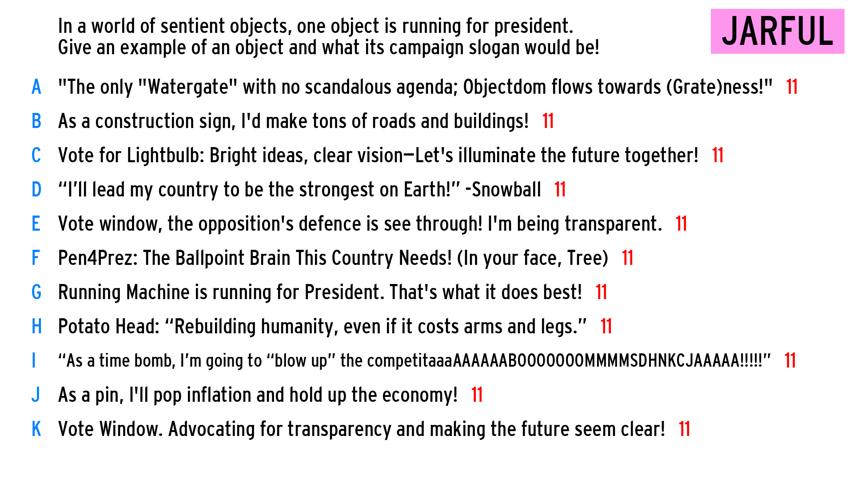 In a world of sentient objects, one object is running for president.
Give an example of an object and what its campaign slogan would be!
JARFUL
A "The only "Watergate" with no scandalous agenda; Objectdom flows towards (Grate)ness!" 11
B As a construction sign, I'd make tons of roads and buildings! 11
C Vote for Lightbulb: Bright ideas, clear vision—Let's illuminate the future together! 11
D “I’ll lead my country to be the strongest on Earth!” -Snowball 11
E Vote window, the opposition's defence is see through! I'm being transparent. 11
F Pen4Prez: The Ballpoint Brain This Country Needs! (In your face, Tree) 11
G Running Machine is running for President. That's what it does best! 11
H Potato Head: “Rebuilding humanity, even if it costs arms and legs.” 11
I “As a time bomb, I’m going to “blow up” the competitaaaAAAAAABOOOOOOOMMMMSDHNKCJAAAAA!!!!!” 11
J As a pin, I'll pop inflation and hold up the economy! 11
K Vote Window. Advocating for transparency and making the future seem clear! 11